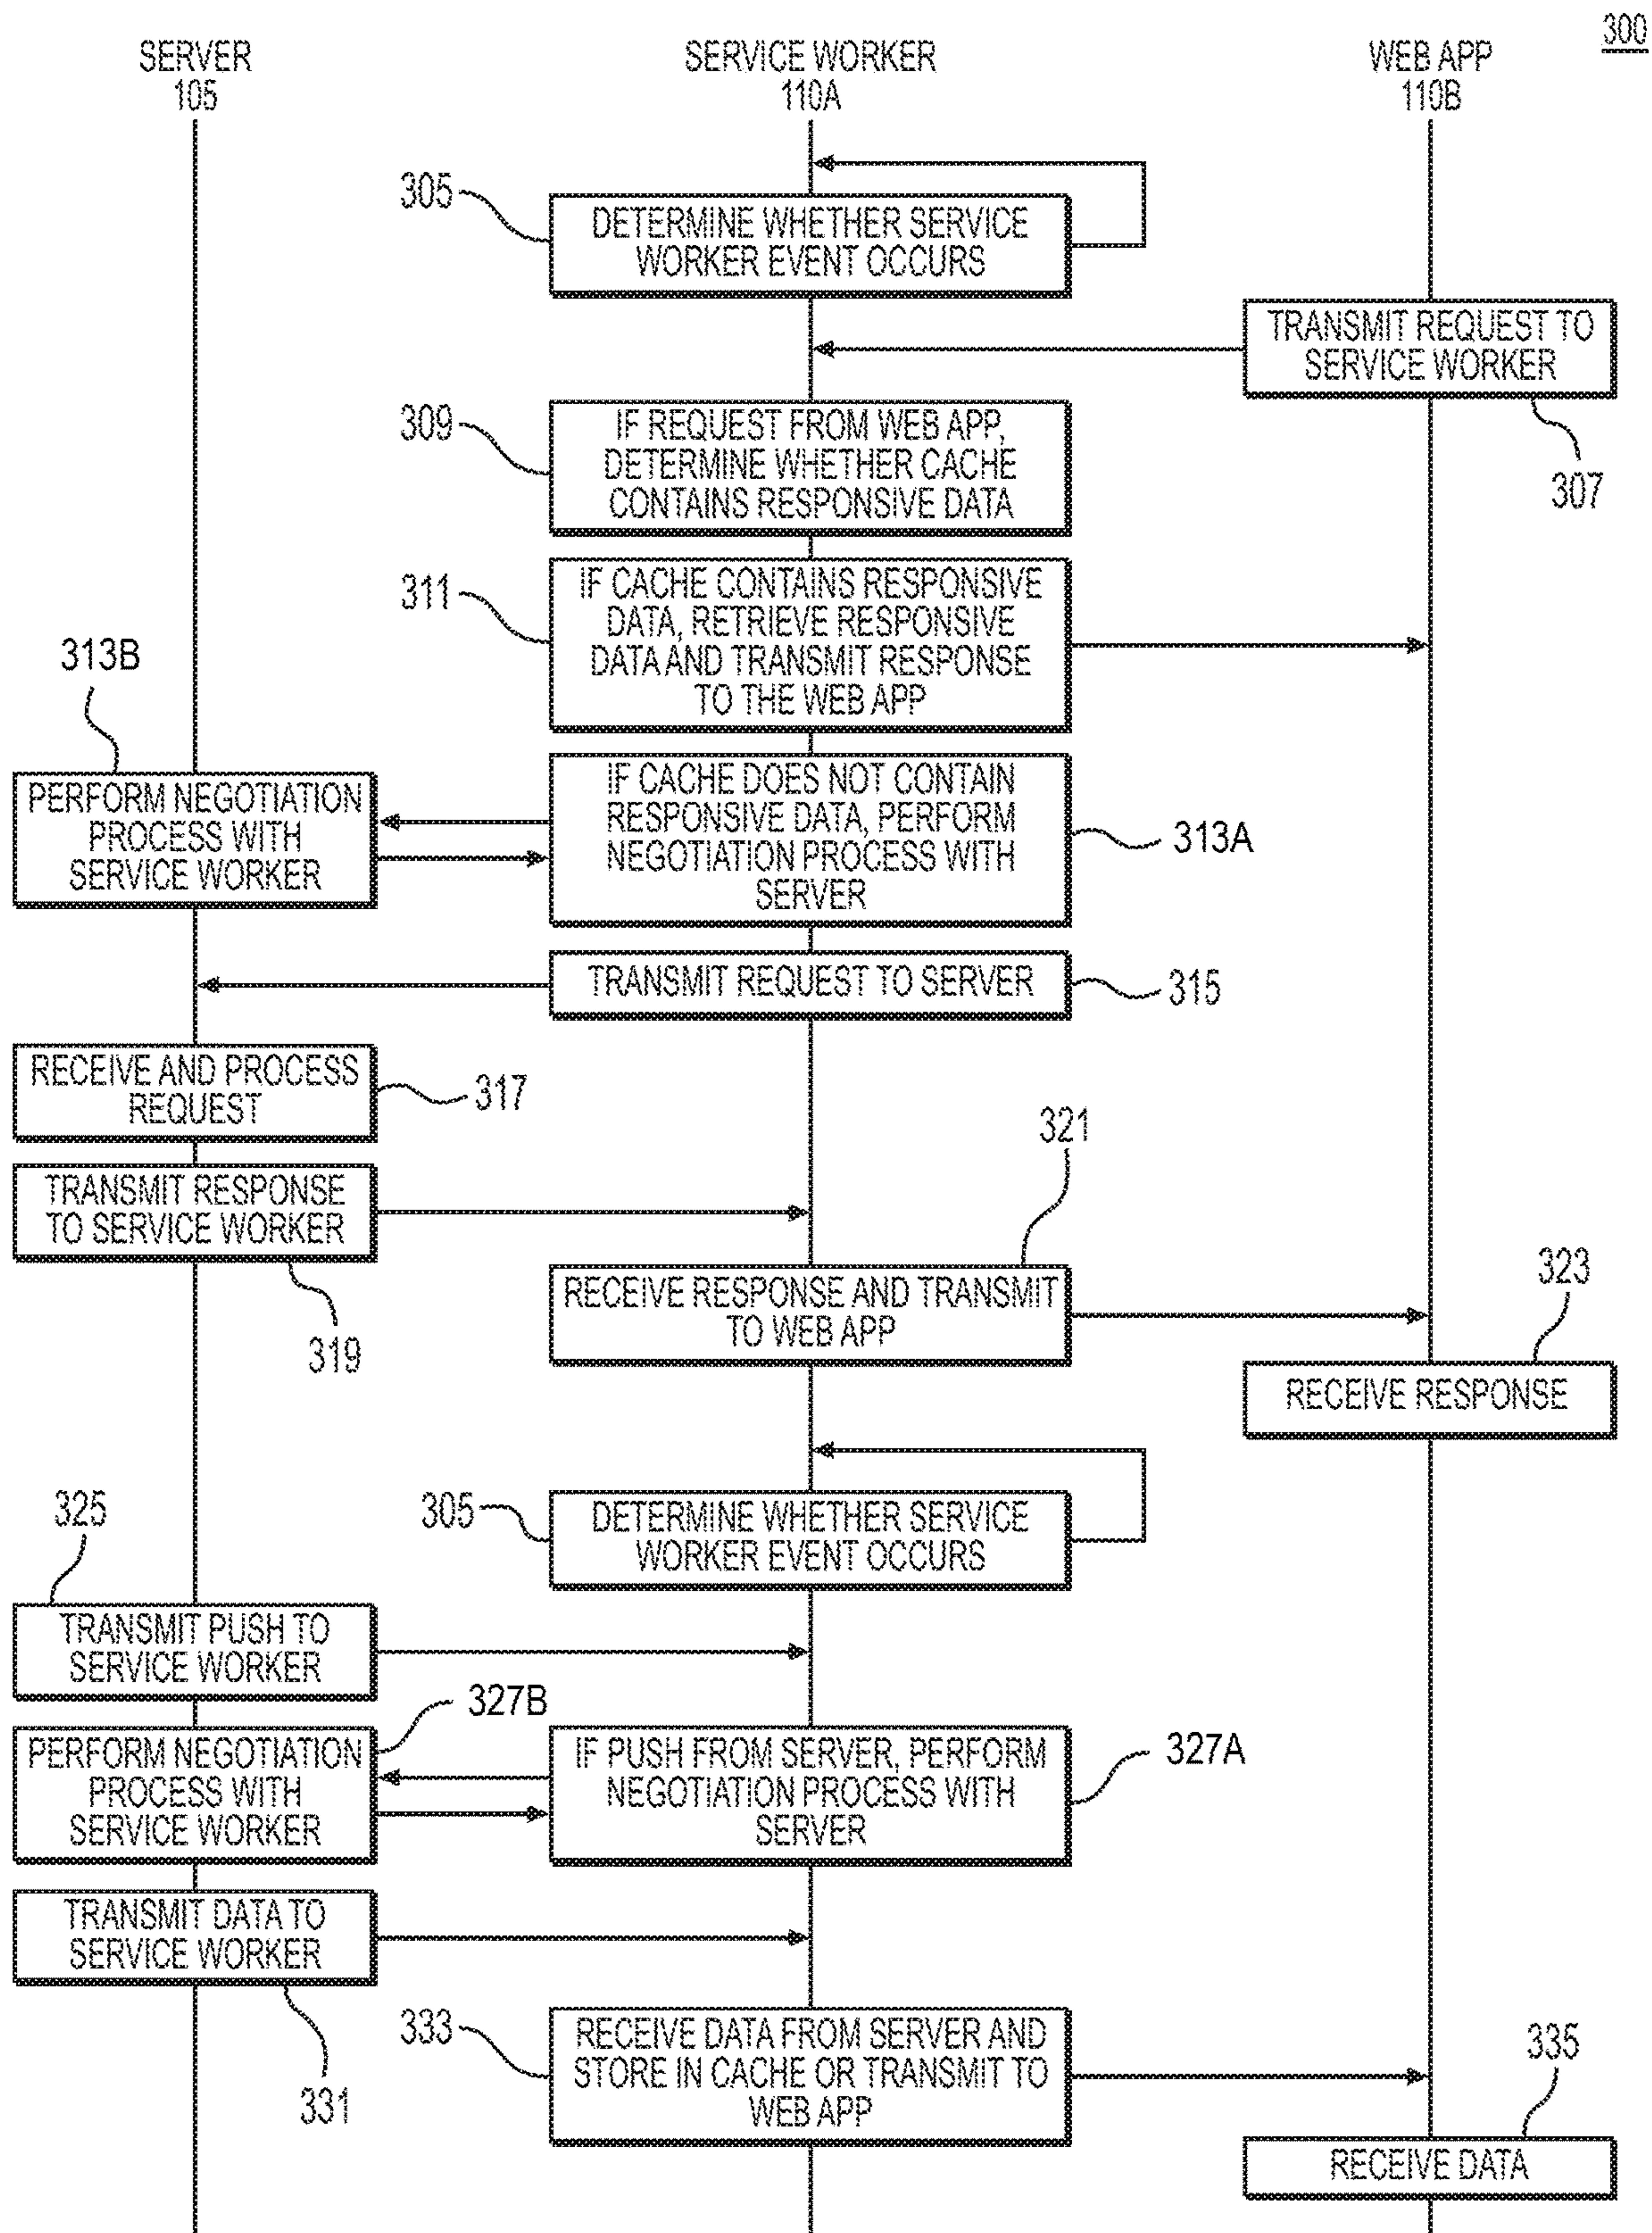 300
SERVER
105
SERVICE WORKER
110A
WEB APP
110B
305
DETERMINE WHETHER SERVICE
WORKER EVENT OCCURS
TRANSMIT REQUEST TO
SERVICE WORKER
307
309
IF REQUEST FROM WEB APP,
DETERMINE WHETHER CACHE
CONTAINS RESPONSIVE DATA
311
IF CACHE CONTAINS RESPONSIVE
DATA, RETRIEVE RESPONSIVE
DATA AND TRANSMIT RESPONSE
TO THE WEB APP
313B
PERFORM NEGOTIATION
PROCESS WITH
SERVICE WORKER
IF CACHE DOES NOT CONTAIN
RESPONSIVE DATA, PERFORM
NEGOTIATION PROCESS WITH
SERVER
313A
TRANSMIT REQUEST TO SERVER
315
RECEIVE AND PROCESS
REQUEST
317
TRANSMIT RESPONSE
TO SERVICE WORKER
319
321
RECEIVE RESPONSE AND TRANSMIT
TO WEB APP
323
RECEIVE RESPONSE
305
DETERMINE WHETHER SERVICE
WORKER EVENT OCCURS
325
TRANSMIT PUSH TO
SERVICE WORKER
327B
PERFORM NEGOTIATION
PROCESS WITH
SERVICE WORKER
IF PUSH FROM SERVER, PERFORM
NEGOTIATION PROCESS WITH
SERVER
327A
TRANSMIT DATA TO
SERVICE WORKER
331
333
RECEIVE DATA FROM SERVER AND
STORE IN CACHE OR TRANSMIT TO
WEB APP
335
RECEIVE DATA